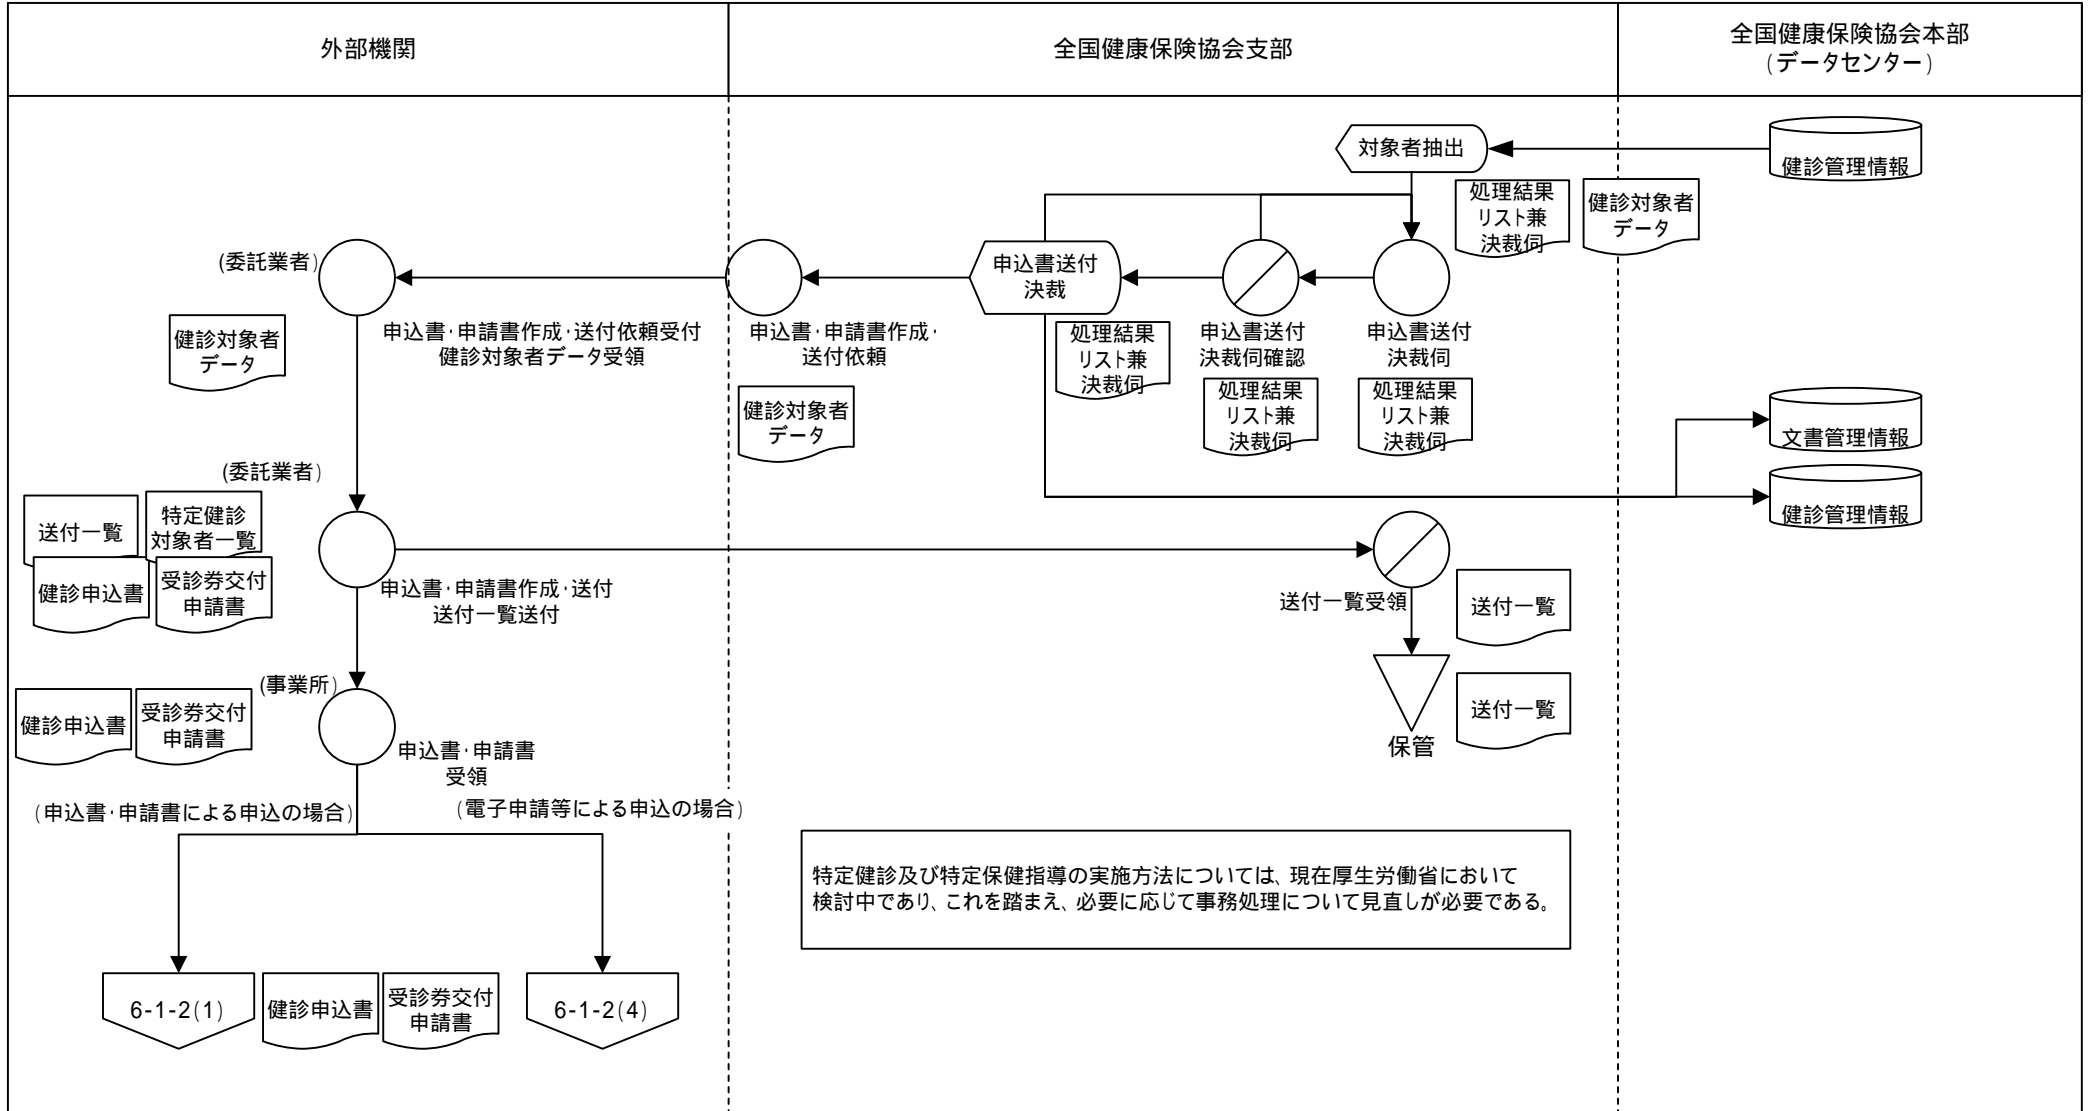 外部機関
全国健康保険協会支部
全国健康保険協会本部
(データセンター)
対象者抽出
健診管理情報
処理結果
リスト兼
決裁伺
健診対象者
データ
(委託業者)
申込書送付
決裁
健診対象者
データ
申込書・申請書作成・送付依頼受付
健診対象者データ受領
申込書・申請書作成・
送付依頼
処理結果
リスト兼
決裁伺
申込書送付
決裁伺確認
申込書送付
決裁伺
健診対象者
データ
処理結果
リスト兼
決裁伺
処理結果
リスト兼
決裁伺
文書管理情報
健診管理情報
(委託業者)
送付一覧
特定健診
対象者一覧
健診申込書
受診券交付
申請書
申込書・申請書作成・送付
送付一覧送付
送付一覧受領
送付一覧
(事業所)
健診申込書
受診券交付
申請書
申込書・申請書
受領
保管
送付一覧
(申込書・申請書による申込の場合)
(電子申請等による申込の場合)
特定健診及び特定保健指導の実施方法については、現在厚生労働省において
検討中であり、これを踏まえ、必要に応じて事務処理について見直しが必要である。
6-1-2(1)
健診申込書
受診券交付
申請書
6-1-2(4)